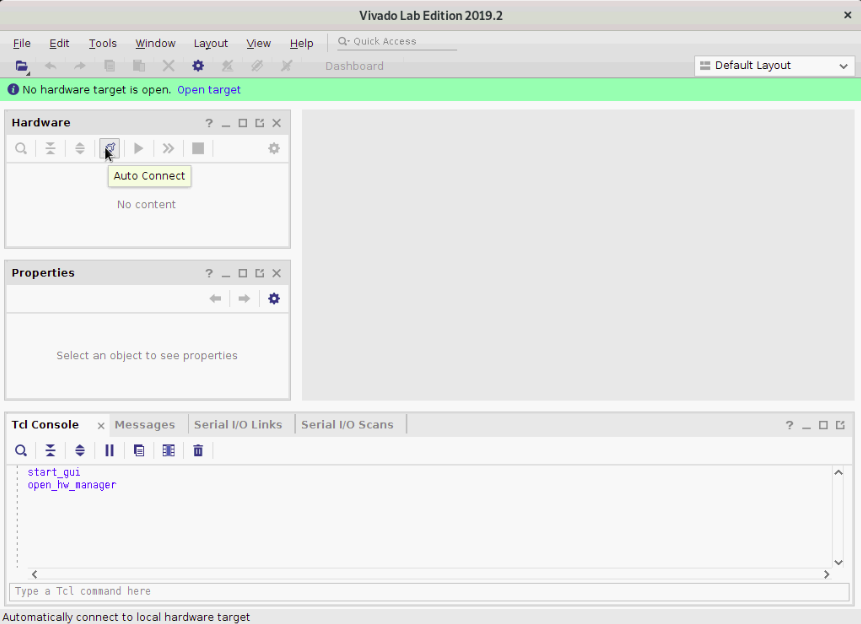 Vivado Lab Edition 2019.2
File Edit Tools Window Layout View Help Quick Access
Dashboard Default Layout
No hardware target is open. Open target
Hardware
Auto Connect
No content
Properties
Select an object to see properties
Tcl Console Messages Serial I/O Links Serial I/O Scans
start_gui
open_hw_manager
Type a Tcl command here
Automatically connect to local hardware target